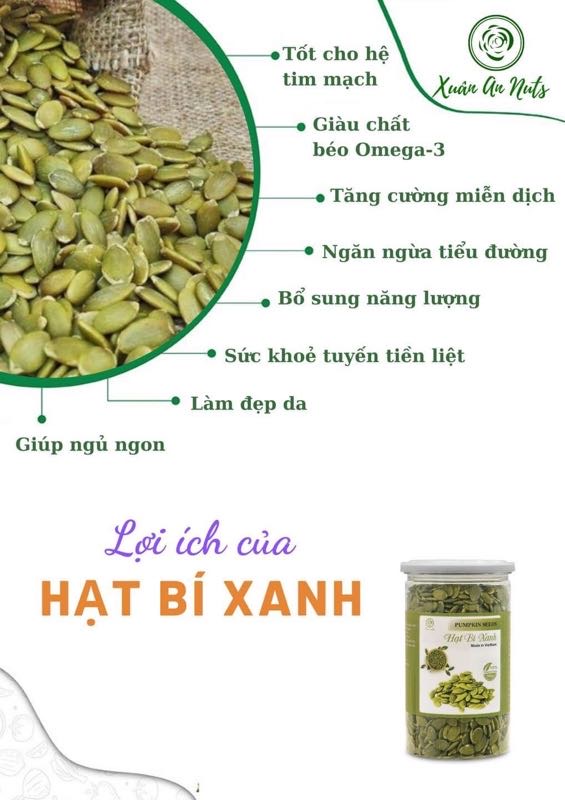 Xuân An Nuts
Tốt cho hệ
tim mạch
Giàu chất
béo Omega-3
Tăng cường miễn dịch
Ngăn ngừa tiểu đường
Bổ sung năng lượng
Sức khoẻ tuyến tiền liệt
Làm đẹp da
Giúp ngủ ngon
Lợi ích của
HẠT BÍ XANH
PUMPKIN SEEDS
Hạt Bí Xanh
Made in VietNam